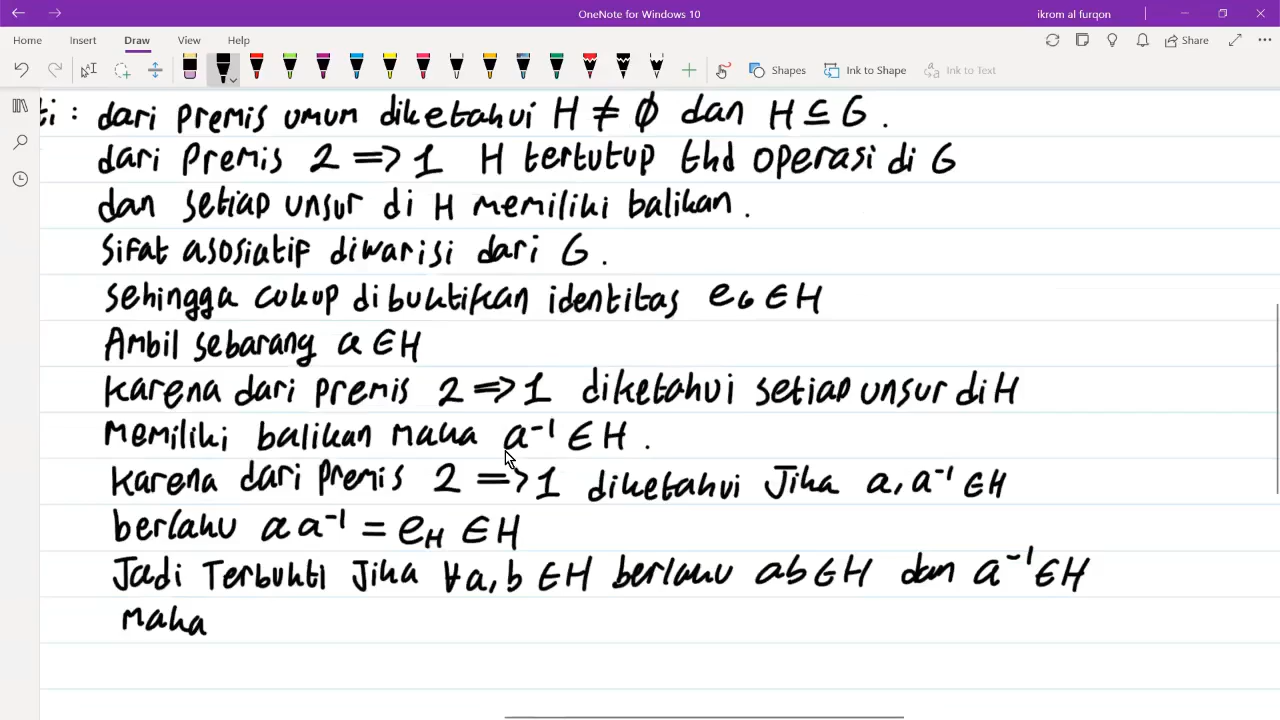 OneNote for Windows 10
ikrom al furqon
Home Insert Draw View Help
Share
Shapes
Ink to Shape
Ink to Text
ti : dari premis umum diketahui H ≠ ∅ dan H ⊆ G .
dari Premis 2 => 1 H tertutup thd operasi di G
dan setiap unsur di H memiliki balikan .
Sifat asosiatif diwarisi dari G .
Sehingga cukup dibuktikan identitas e_G ∈ H
Ambil sebarang a ∈ H
Karena dari premis 2 => 1 diketahui setiap unsur di H
Memiliki balikan maka a⁻¹ ∈ H .
Karena dari Premis 2 => 1 diketahui Jika a, a⁻¹ ∈ H
berlaku a a⁻¹ = e_H ∈ H
Jadi Terbukti Jika ∀ a, b ∈ H berlaku ab ∈ H dan a⁻¹ ∈ H
maka